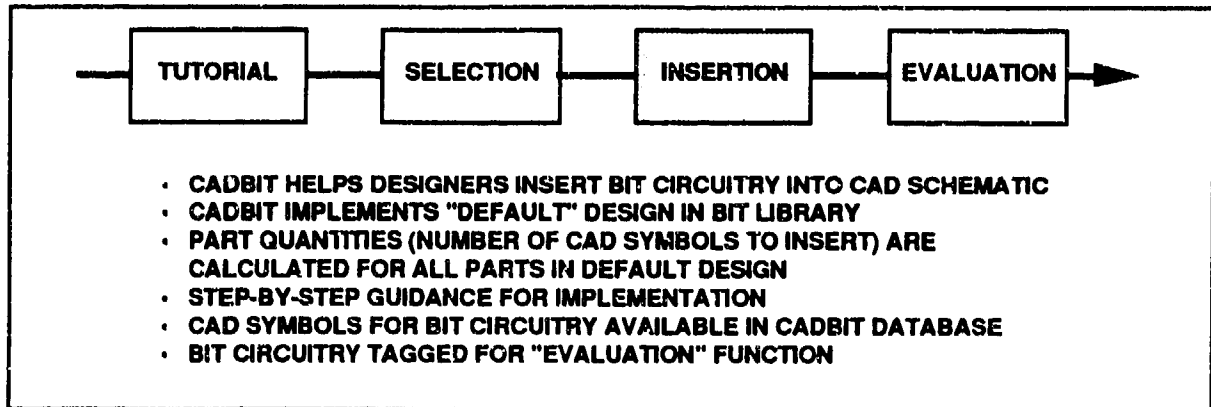 TUTORIAL SELECTION INSERTION EVALUATION
• CADBIT HELPS DESIGNERS INSERT BIT CIRCUITRY INTO CAD SCHEMATIC
• CADBIT IMPLEMENTS "DEFAULT" DESIGN IN BIT LIBRARY
• PART QUANTITIES (NUMBER OF CAD SYMBOLS TO INSERT) ARE
CALCULATED FOR ALL PARTS IN DEFAULT DESIGN
• STEP-BY-STEP GUIDANCE FOR IMPLEMENTATION
• CAD SYMBOLS FOR BIT CIRCUITRY AVAILABLE IN CADBIT DATABASE
• BIT CIRCUITRY TAGGED FOR "EVALUATION" FUNCTION